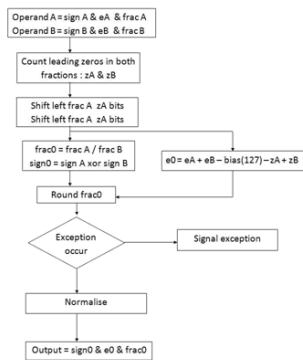 Operand A = sign A & eA & frac A
Operand B = sign B & eB & frac B
Count leading zeros in both
fractions : zA & zB
Shift left frac A zA bits
Shift left frac A zA bits
frac0 = frac A / frac B
sign0 = sign A xor sign B
e0 = eA + eB – bias(127) – zA + zB
Round frac0
Exception
occur
Signal exception
Normalise
Output = sign0 & e0 & frac0